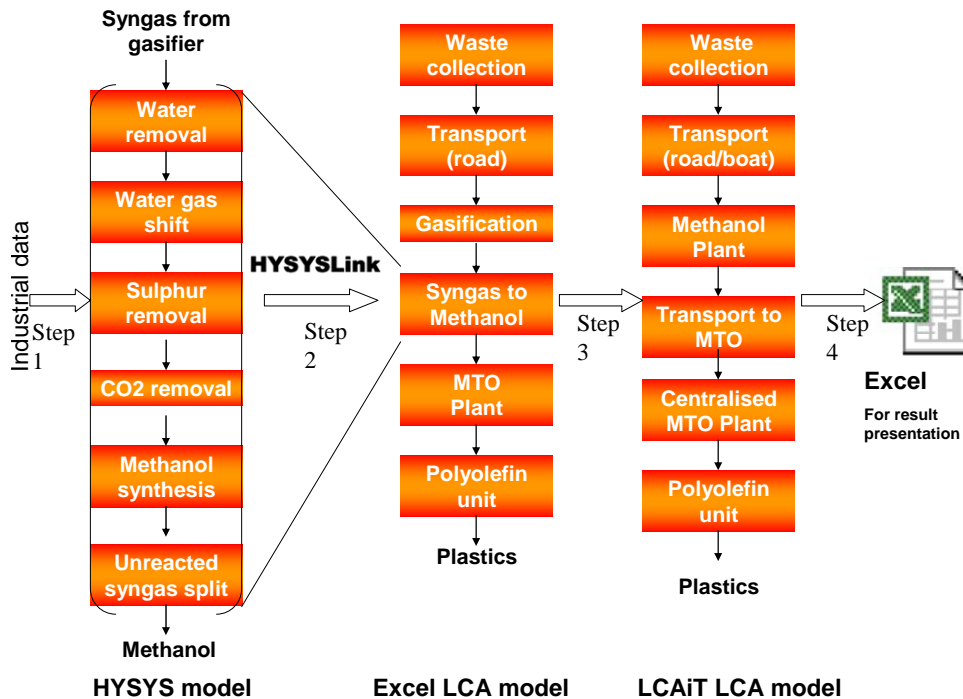 Syngas from
gasifier
Water
removal
Water gas
shift
Sulphur
removal
CO2 removal
Methanol
synthesis
Unreacted
syngas split
Methanol
HYSYS model
Industrial data
Step
1
HYSYSLink
Step
2
Waste
collection
Transport
(road)
Gasification
Syngas to
Methanol
MTO
Plant
Polyolefin
unit
Plastics
Excel LCA model
Step
3
Waste
collection
Transport
(road/boat)
Methanol
Plant
Transport to
MTO
Centralised
MTO Plant
Polyolefin
unit
Plastics
LCAiT LCA model
Step
4
X
Excel
For result
presentation